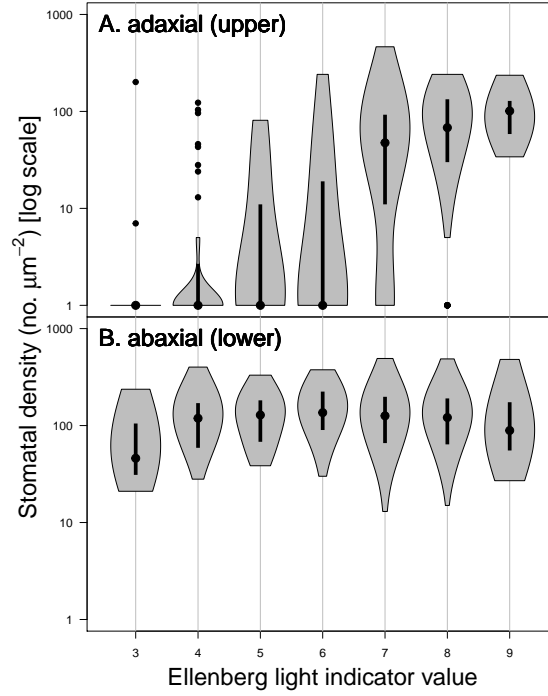 A. adaxial (upper)
1000
100
10
1
B. abaxial (lower)
1000
100
10
1
Stomatal density (no. μm⁻²) [log scale]
3 4 5 6 7 8 9
Ellenberg light indicator value